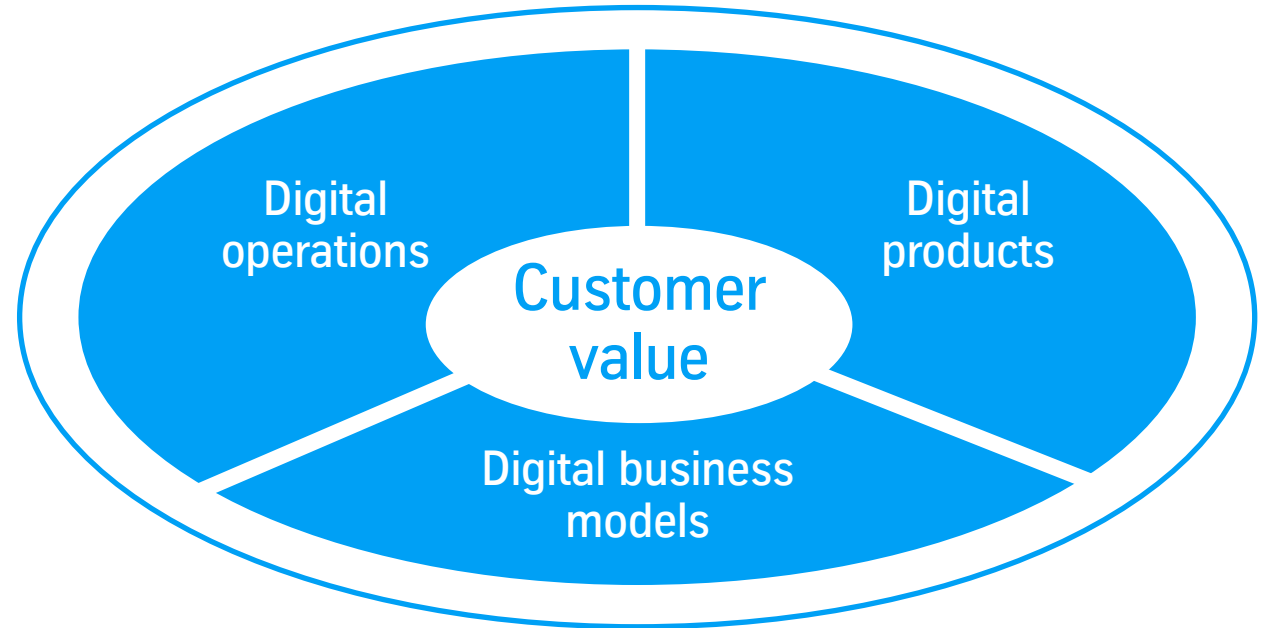 Digital
operations
Digital
products
Customer
value
Digital business
models